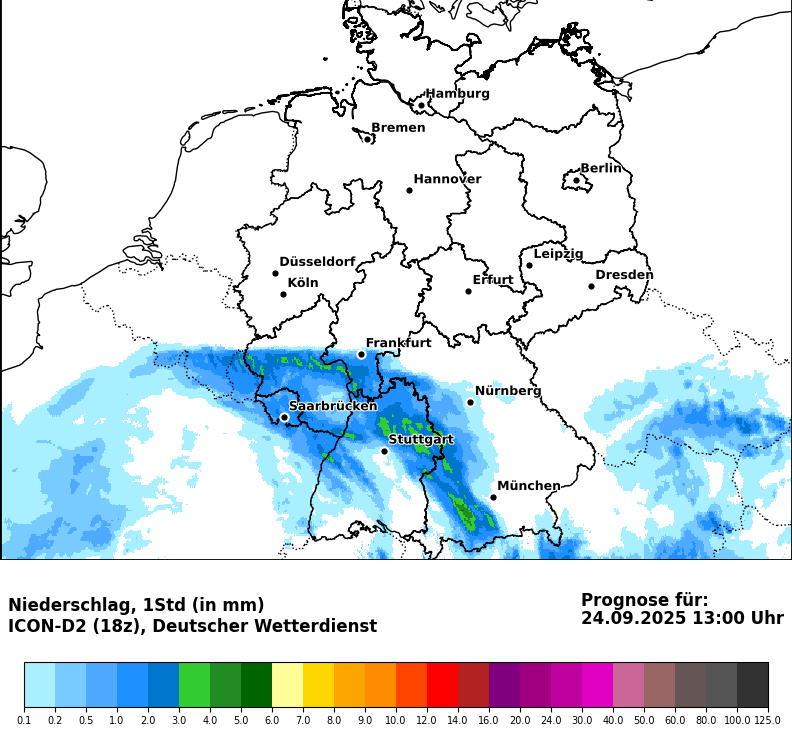 Hamburg
Bremen
Berlin
Hannover
Leipzig
Düsseldorf
Dresden
Köln
Erfurt
Frankfurt
Nürnberg
Saarbrücken
Stuttgart
München
Niederschlag, 1Std (in mm)
ICON-D2 (18z), Deutscher Wetterdienst
Prognose für:
24.09.2025 13:00 Uhr
0.1 0.2 0.5 1.0 2.0 3.0 4.0 5.0 6.0 7.0 8.0 9.0 10.0 12.0 14.0 16.0 20.0 24.0 30.0 40.0 50.0 60.0 80.0 100.0 125.0